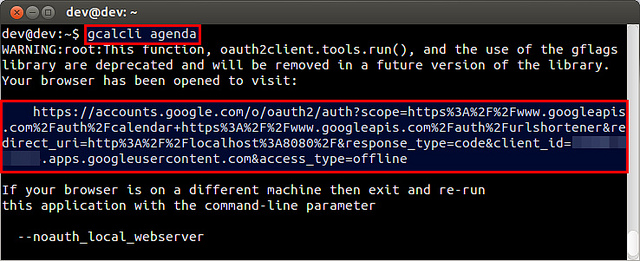 dev@dev: ~
dev@dev:~$ gcalcli agenda
WARNING:root:This function, oauth2client.tools.run(), and the use of the gflags
library are deprecated and will be removed in a future version of the library.
Your browser has been opened to visit:
https://accounts.google.com/o/oauth2/auth?scope=https%3A%2F%2Fwww.googleapis
.com%2Fauth%2Fcalendar+https%3A%2F%2Fwww.googleapis.com%2Fauth%2Furlshortener&re
direct_uri=http%3A%2F%2Flocalhost%3A8080%2F&response_type=code&client_id=
.apps.googleusercontent.com&access_type=offline
If your browser is on a different machine then exit and re-run
this application with the command-line parameter
--noauth_local_webserver